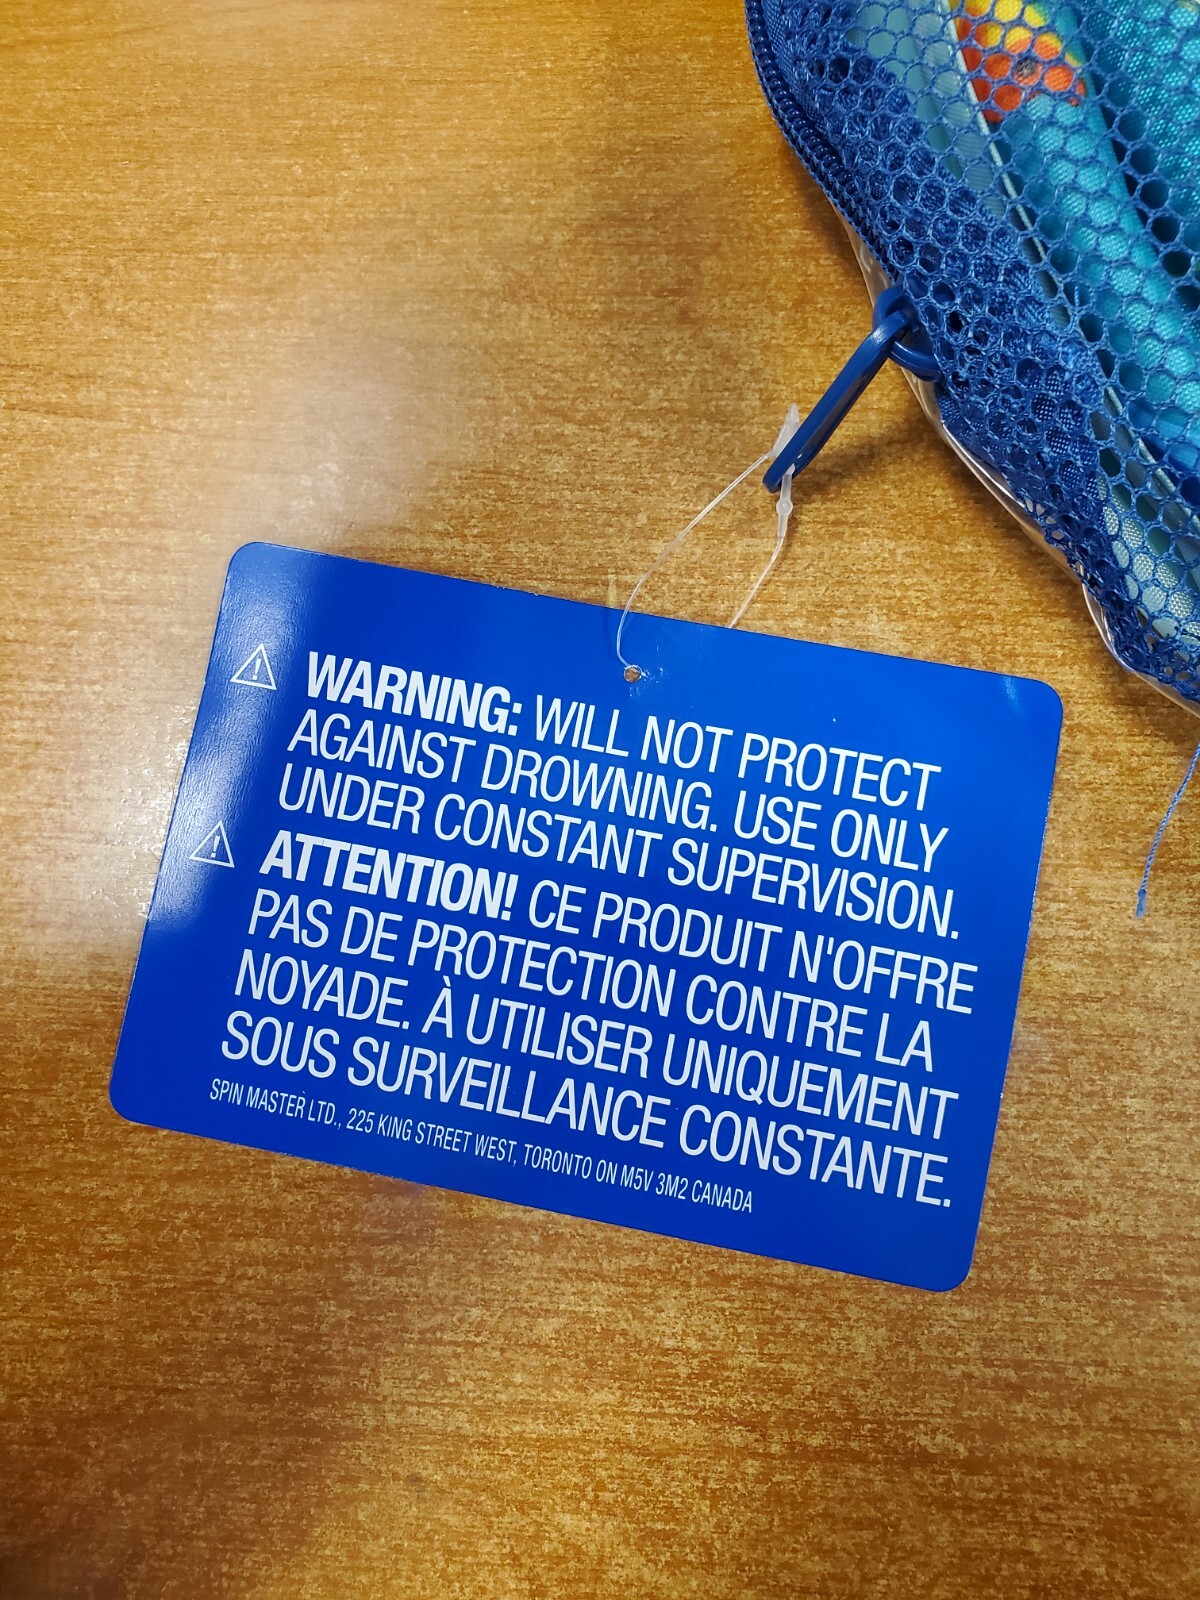 WARNING: WILL NOT PROTECT
AGAINST DROWNING. USE ONLY
UNDER CONSTANT SUPERVISION.
ATTENTION! CE PRODUIT N'OFFRE
PAS DE PROTECTION CONTRE LA
NOYADE. À UTILISER UNIQUEMENT
SOUS SURVEILLANCE CONSTANTE.
SPIN MASTER LTD., 225 KING STREET WEST, TORONTO ON M5V 3M2 CANADA